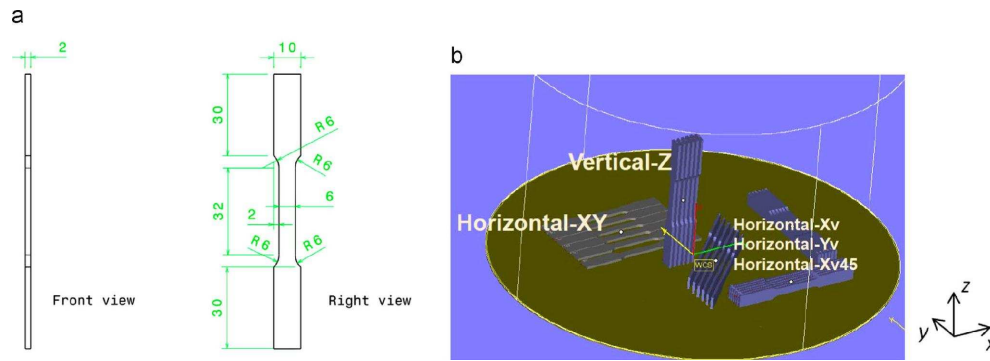 a
2
10
30
R6
R6
32
6
2
R6
R6
30
Front view
Right view
b
Vertical-Z
Horizontal-XY
Horizontal-Xv
Horizontal-Yv
WCS
Horizontal-Xv45
z
y
x